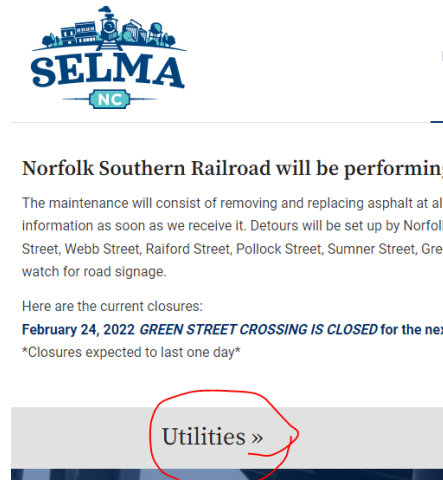 SELMA
NC
Norfolk Southern Railroad will be performing
The maintenance will consist of removing and replacing asphalt at al
information as soon as we receive it. Detours will be set up by Norfol
Street, Webb Street, Raiford Street, Pollock Street, Sumner Street, Gre
watch for road signage.
Here are the current closures:
February 24, 2022 GREEN STREET CROSSING IS CLOSED for the nex
*Closures expected to last one day*
Utilities »